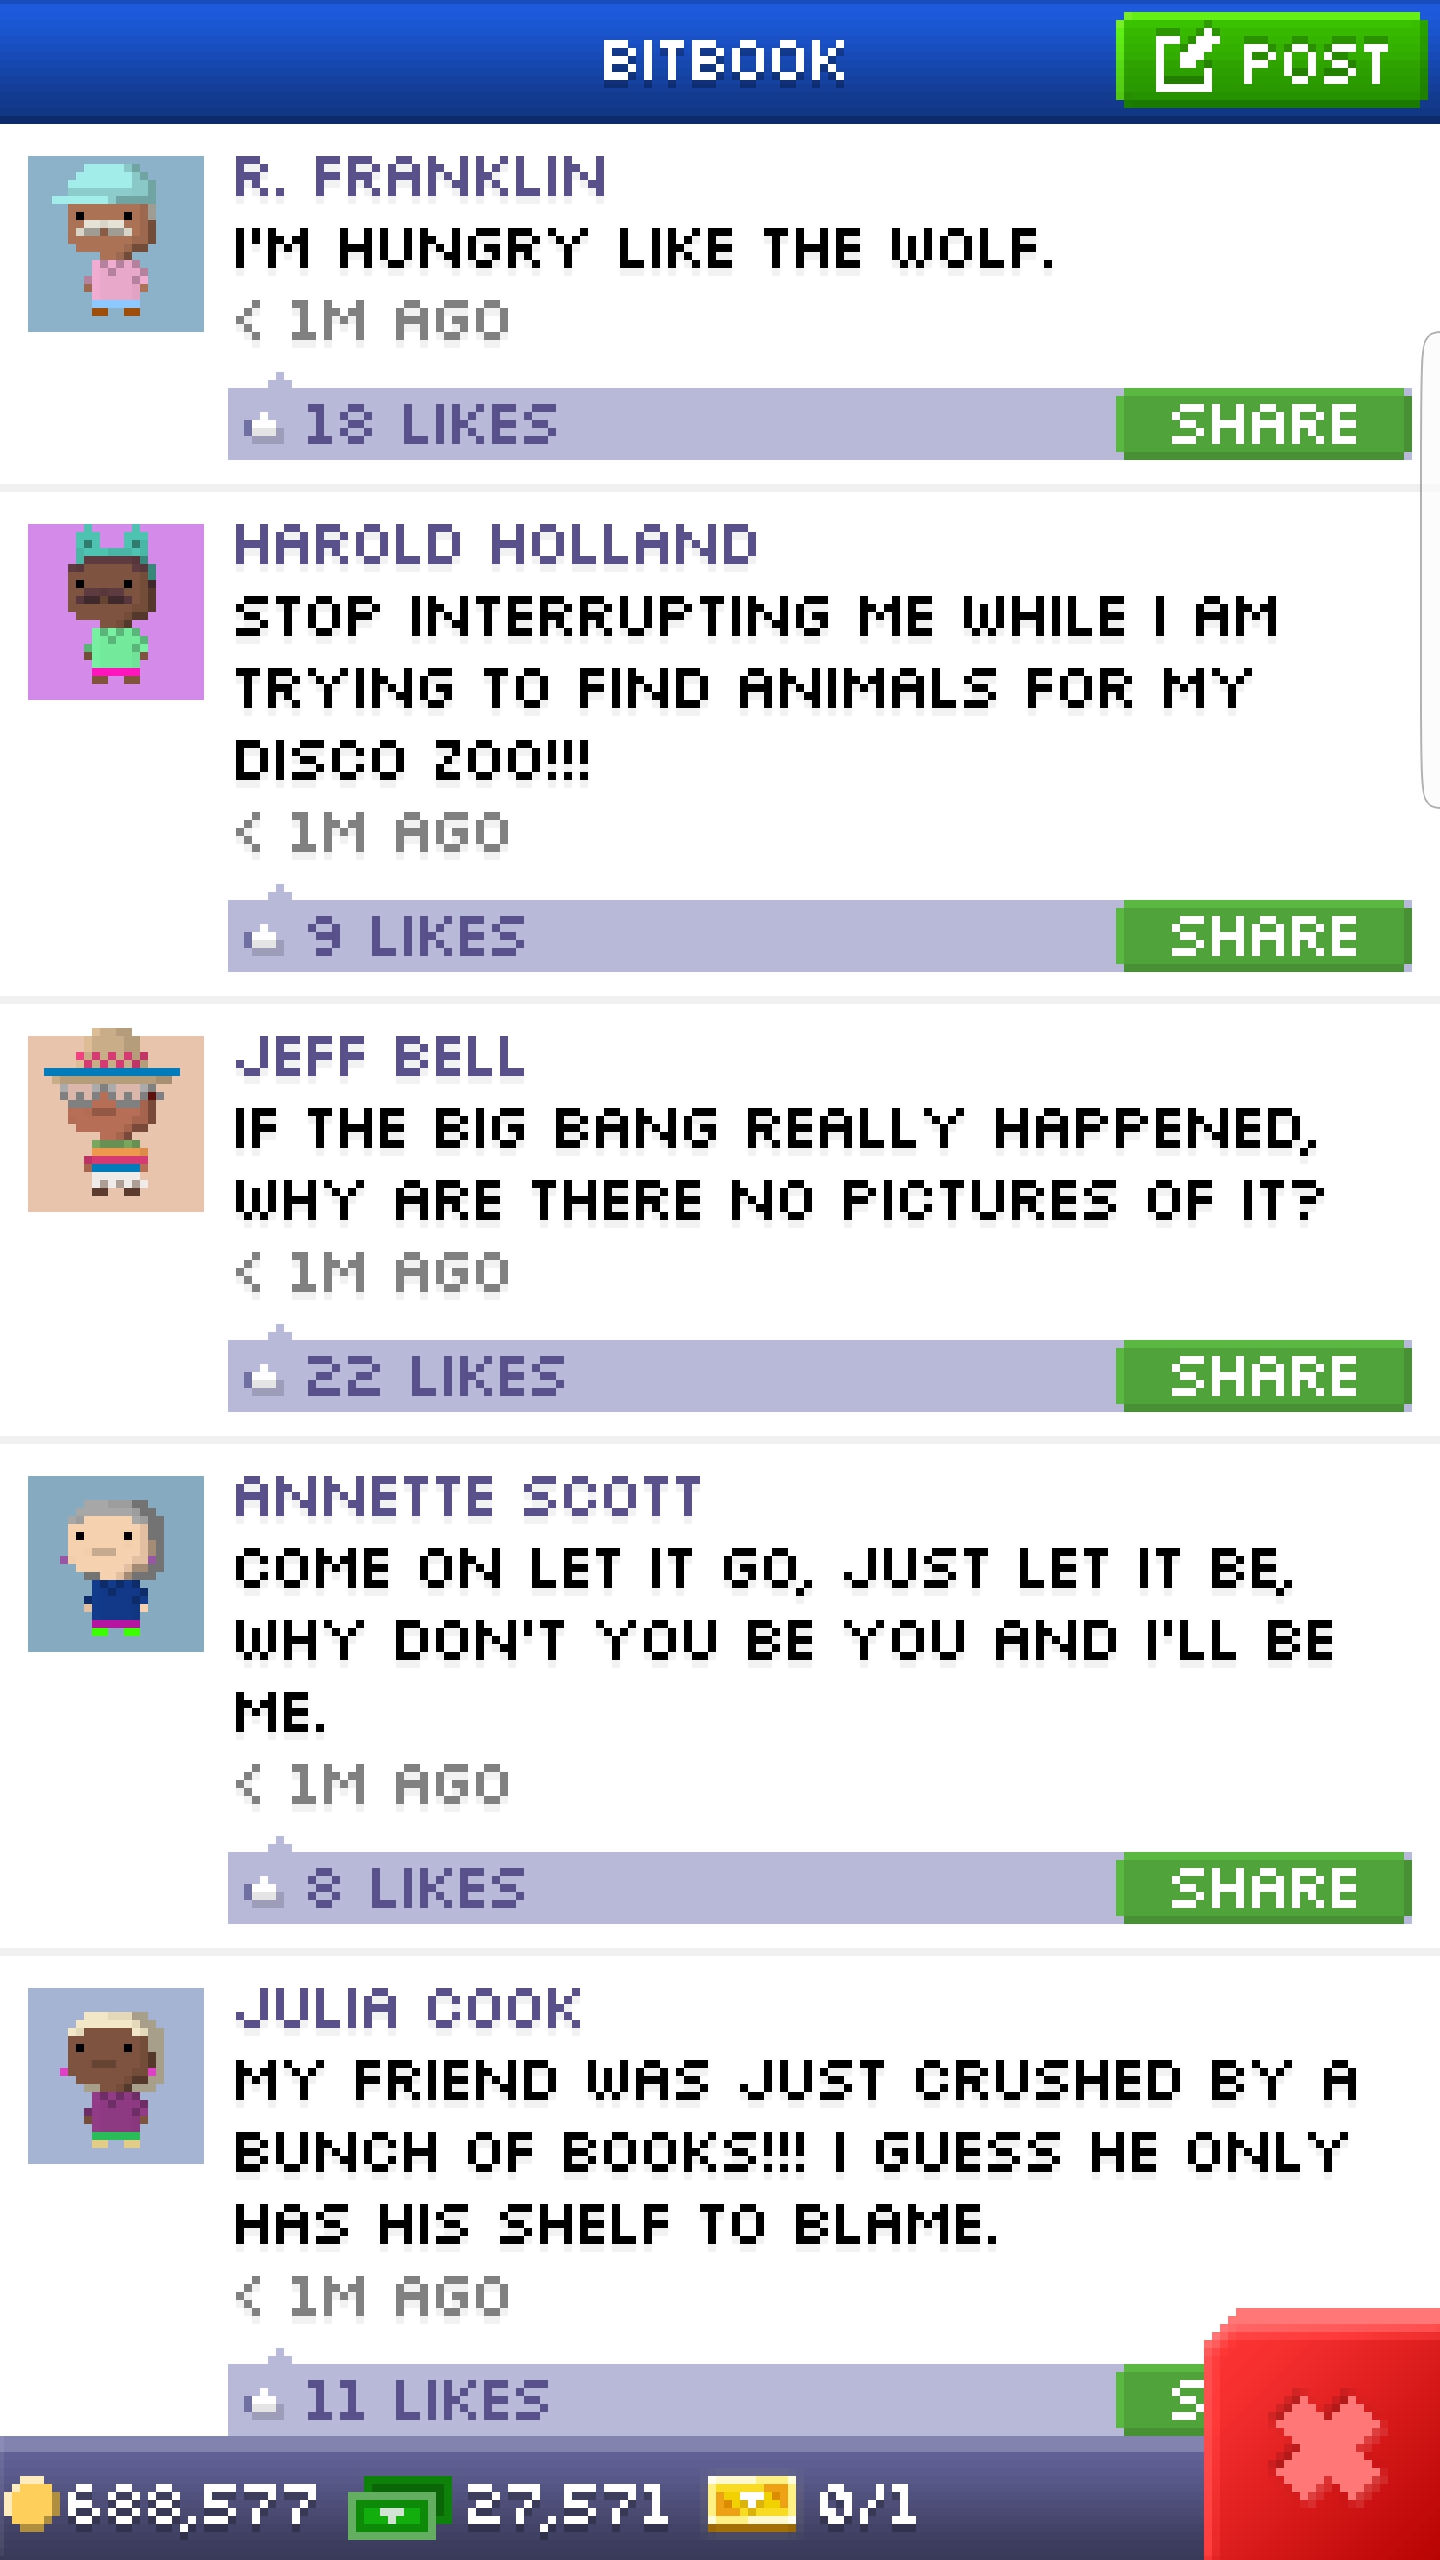 BITBOOK
POST
R. FRANKLIN
I'M HUNGRY LIKE THE WOLF.
< 1M AGO
18 LIKES
SHARE
HAROLD HOLLAND
STOP INTERRUPTING ME WHILE I AM
TRYING TO FIND ANIMALS FOR MY
DISCO ZOO!!!
< 1M AGO
9 LIKES
SHARE
JEFF BELL
IF THE BIG BANG REALLY HAPPENED,
WHY ARE THERE NO PICTURES OF IT?
< 1M AGO
22 LIKES
SHARE
ANNETTE SCOTT
COME ON LET IT GO, JUST LET IT BE,
WHY DON'T YOU BE YOU AND I'LL BE
ME.
< 1M AGO
8 LIKES
SHARE
JULIA COOK
MY FRIEND WAS JUST CRUSHED BY A
BUNCH OF BOOKS!!! I GUESS HE ONLY
HAS HIS SHELF TO BLAME.
< 1M AGO
11 LIKES
S
688,577
27,571
0/1